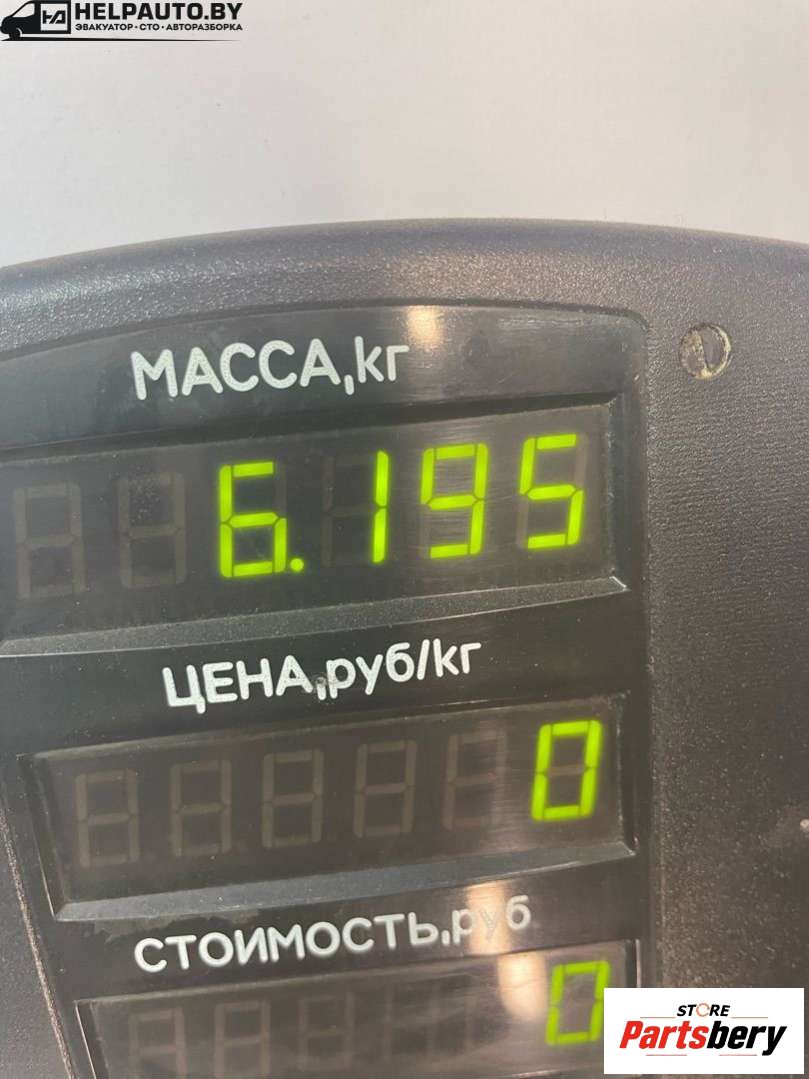 HELPAUTO.BY
ЭВАКУАТОР•СТО•АВТОРАЗБОРКА
МАССА,кг
6.195
ЦЕНА,руб/кг
0
СТОИМОСТЬ,руб
0
STORE
Partsbery